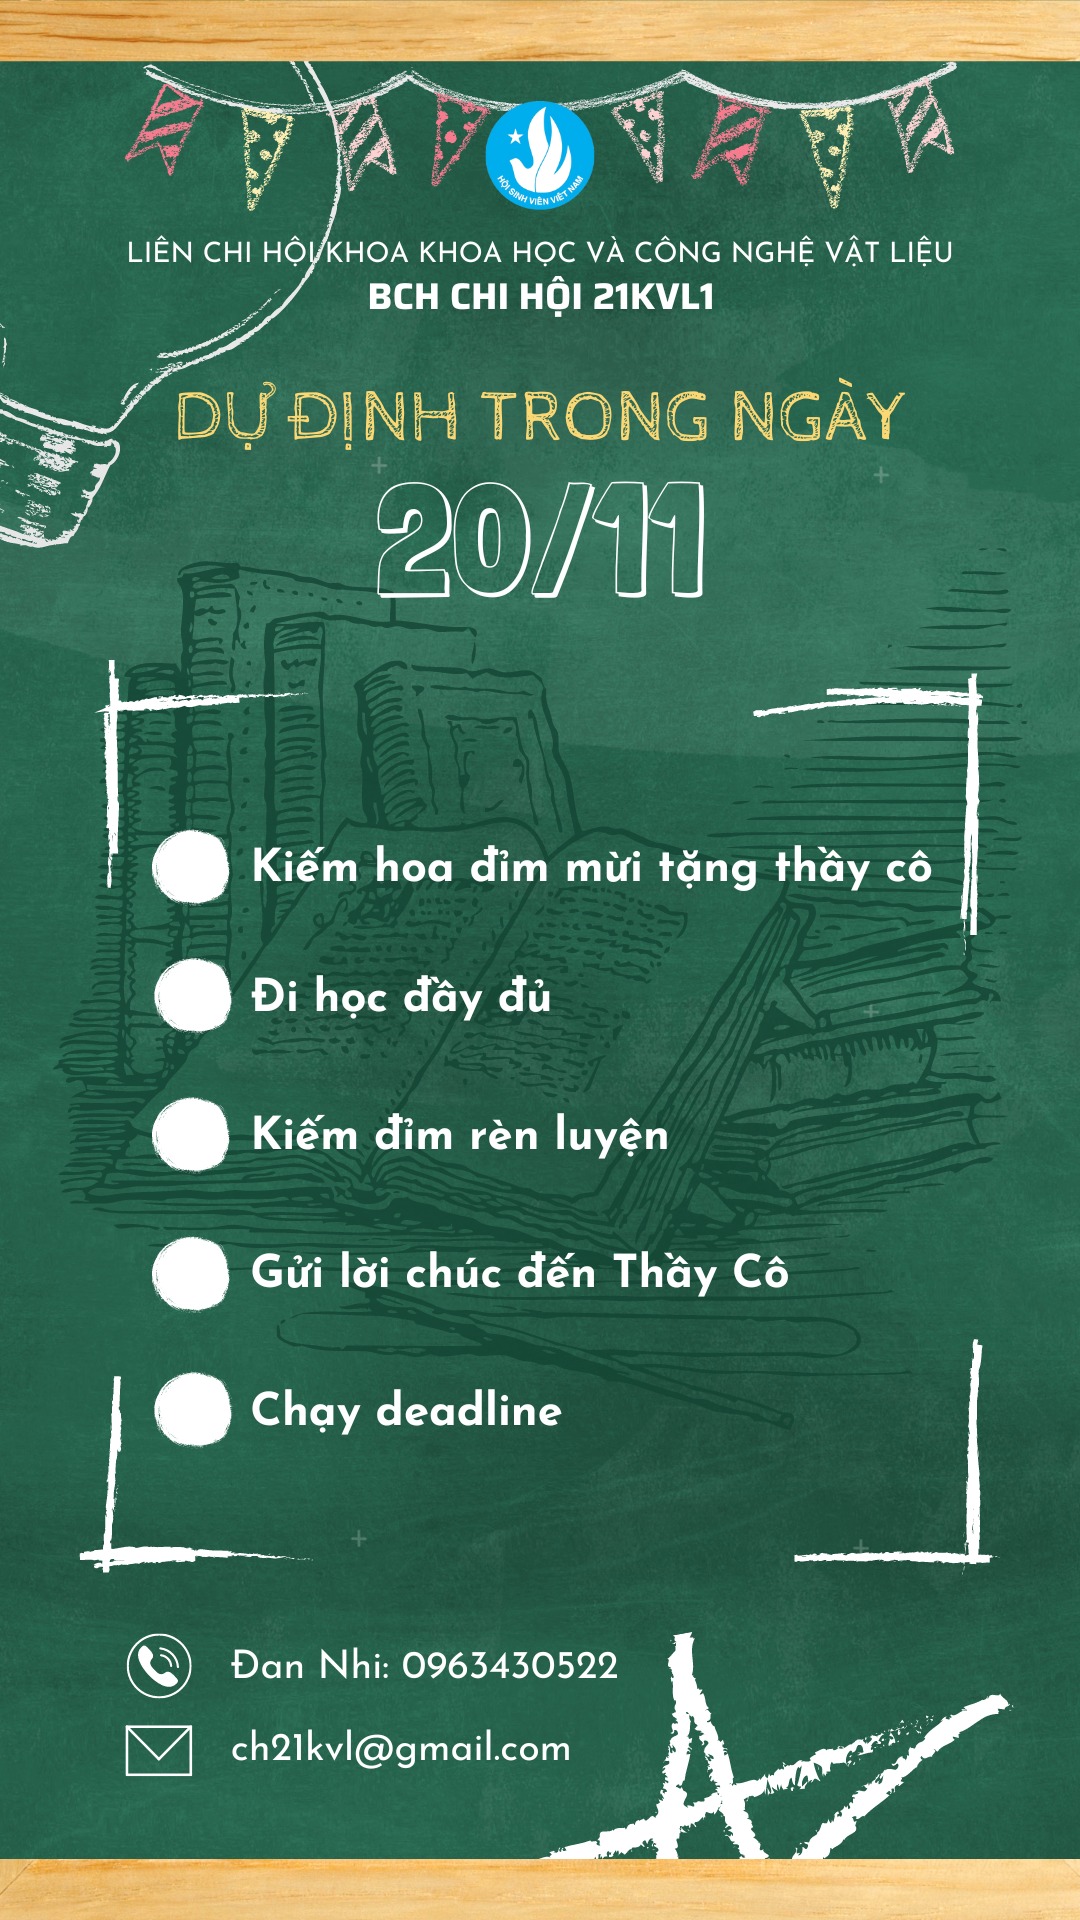 HỘI SINH VIÊN VIỆT NAM
LIÊN CHI HỘI KHOA KHOA HỌC VÀ CÔNG NGHỆ VẬT LIỆU
BCH CHI HỘI 21KVL1
DỰ ĐỊNH TRONG NGÀY
20/11
Kiếm hoa đỉm mừi tặng thầy cô
Đi học đầy đủ
Kiếm đỉm rèn luyện
Gửi lời chúc đến Thầy Cô
Chạy deadline
Đan Nhi: 0963430522
ch21kvl@gmail.com
A+